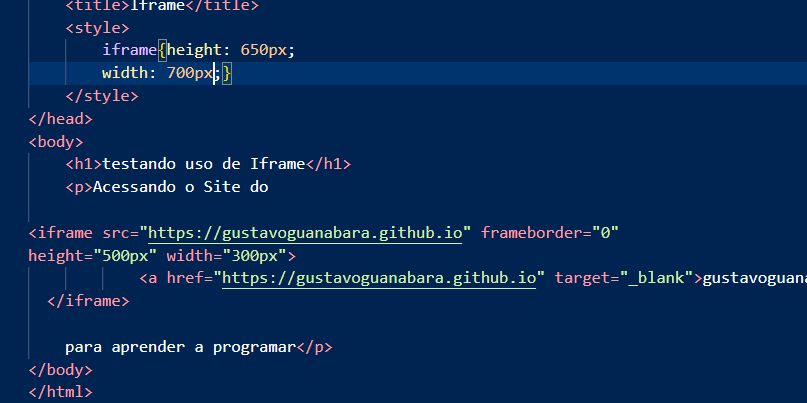 <title>Iframe</title>
<style>
iframe{height: 650px;
width: 700px;}
</style>
</head>
<body>
<h1>testando uso de Iframe</h1>
<p>Acessando o Site do
<iframe src="https://gustavoguanabara.github.io" frameborder="0"
height="500px" width="300px">
<a href="https://gustavoguanabara.github.io" target="_blank">gustavoguana
</iframe>
para aprender a programar</p>
</body>
</html>